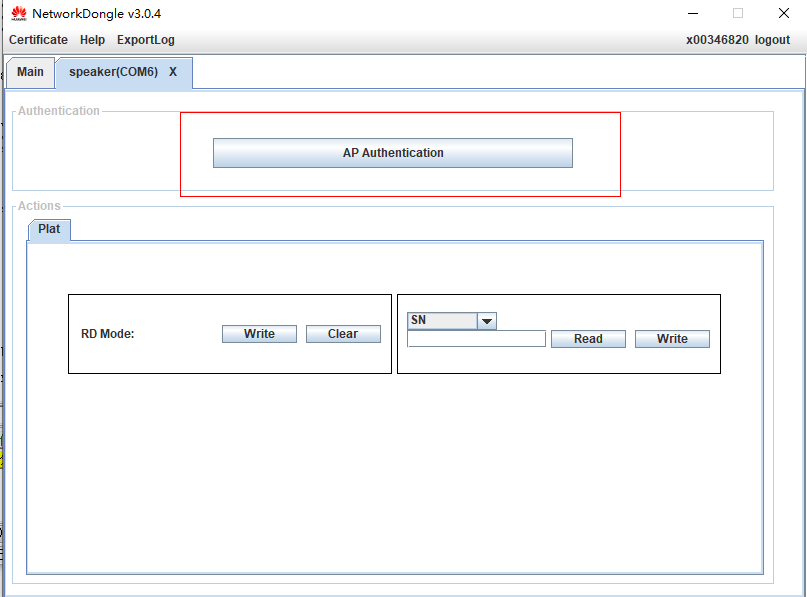 NetworkDongle v3.0.4
Certificate Help ExportLog x00346820 logout
Main speaker(COM6) X
Authentication
AP Authentication
Actions
Plat
SN
RD Mode: Write Clear
Read Write